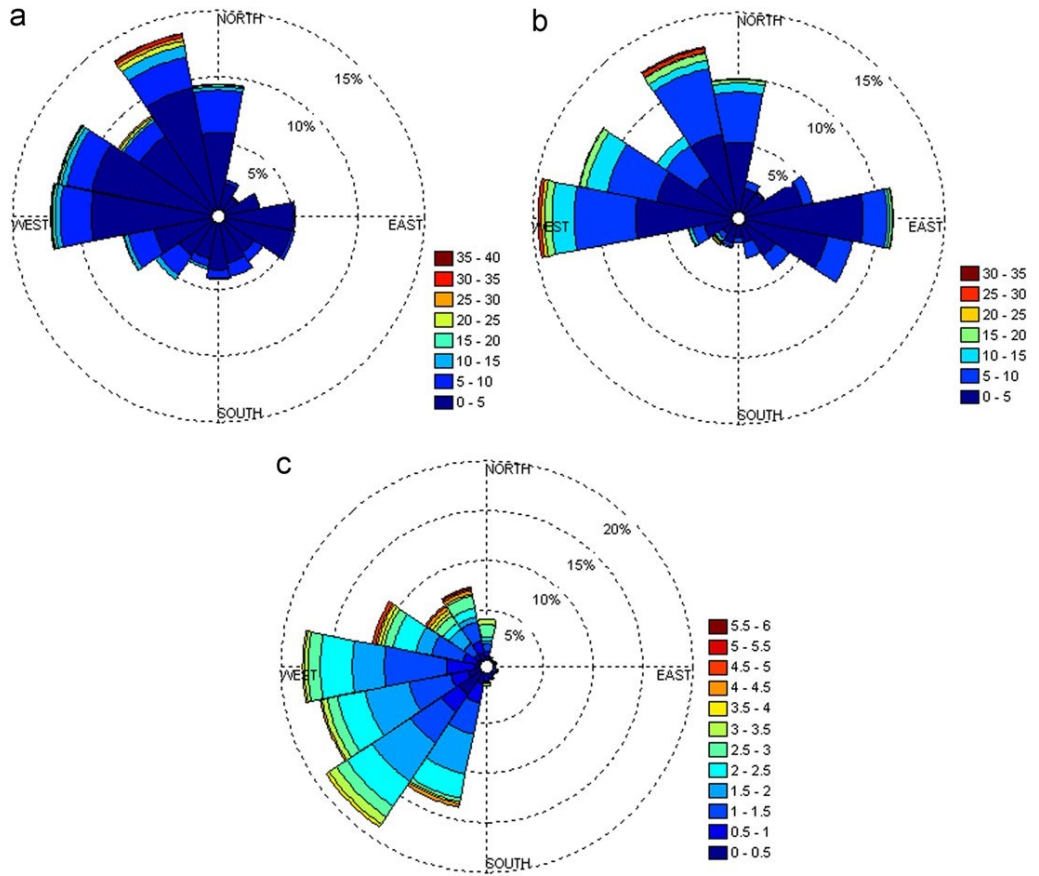 a
NORTH
15%
10%
5%
WEST
EAST
SOUTH
35 - 40
30 - 35
25 - 30
20 - 25
15 - 20
10 - 15
5 - 10
0 - 5
b
NORTH
15%
10%
5%
WEST
EAST
SOUTH
30 - 35
25 - 30
20 - 25
15 - 20
10 - 15
5 - 10
0 - 5
c
NORTH
20%
15%
10%
5%
WEST
EAST
SOUTH
5.5 - 6
5 - 5.5
4.5 - 5
4 - 4.5
3.5 - 4
3 - 3.5
2.5 - 3
2 - 2.5
1.5 - 2
1 - 1.5
0.5 - 1
0 - 0.5